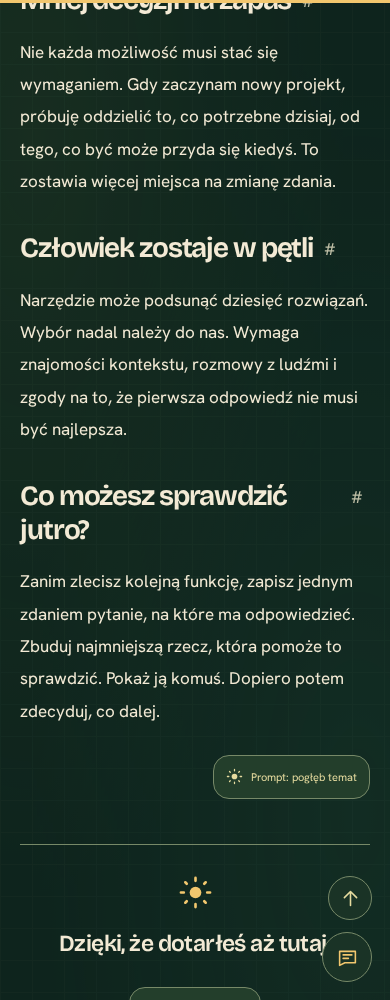 Mniej decyzji na zapas #
Nie każda możliwość musi stać się
wymaganiem. Gdy zaczynam nowy projekt,
próbuję oddzielić to, co potrzebne dzisiaj, od
tego, co być może przyda się kiedyś. To
zostawia więcej miejsca na zmianę zdania.
Człowiek zostaje w pętli #
Narzędzie może podsunąć dziesięć rozwiązań.
Wybór nadal należy do nas. Wymaga
znajomości kontekstu, rozmowy z ludźmi i
zgody na to, że pierwsza odpowiedź nie musi
być najlepsza.
Co możesz sprawdzić #
jutro?
Zanim zlecisz kolejną funkcję, zapisz jednym
zdaniem pytanie, na które ma odpowiedzieć.
Zbuduj najmniejszą rzecz, która pomoże to
sprawdzić. Pokaż ją komuś. Dopiero potem
zdecyduj, co dalej.
Prompt: pogłęb temat
Dzięki, że dotarłeś aż tutaj